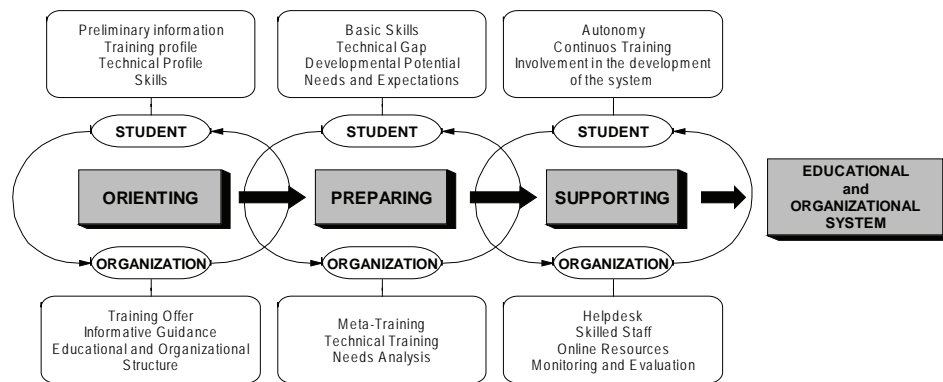 Preliminary information
Training profile
Technical Profile
Skills
Basic Skills
Technical Gap
Developmental Potential
Needs and Expectations
Autonomy
Continuos Training
Involvement in the development
of the system
STUDENT
STUDENT
STUDENT
ORIENTING
PREPARING
SUPPORTING
EDUCATIONAL
and
ORGANIZATIONAL
SYSTEM
ORGANIZATION
ORGANIZATION
ORGANIZATION
Training Offer
Informative Guidance
Educational and Organizational
Structure
Meta-Training
Technical Training
Needs Analysis
Helpdesk
Skilled Staff
Online Resources
Monitoring and Evaluation